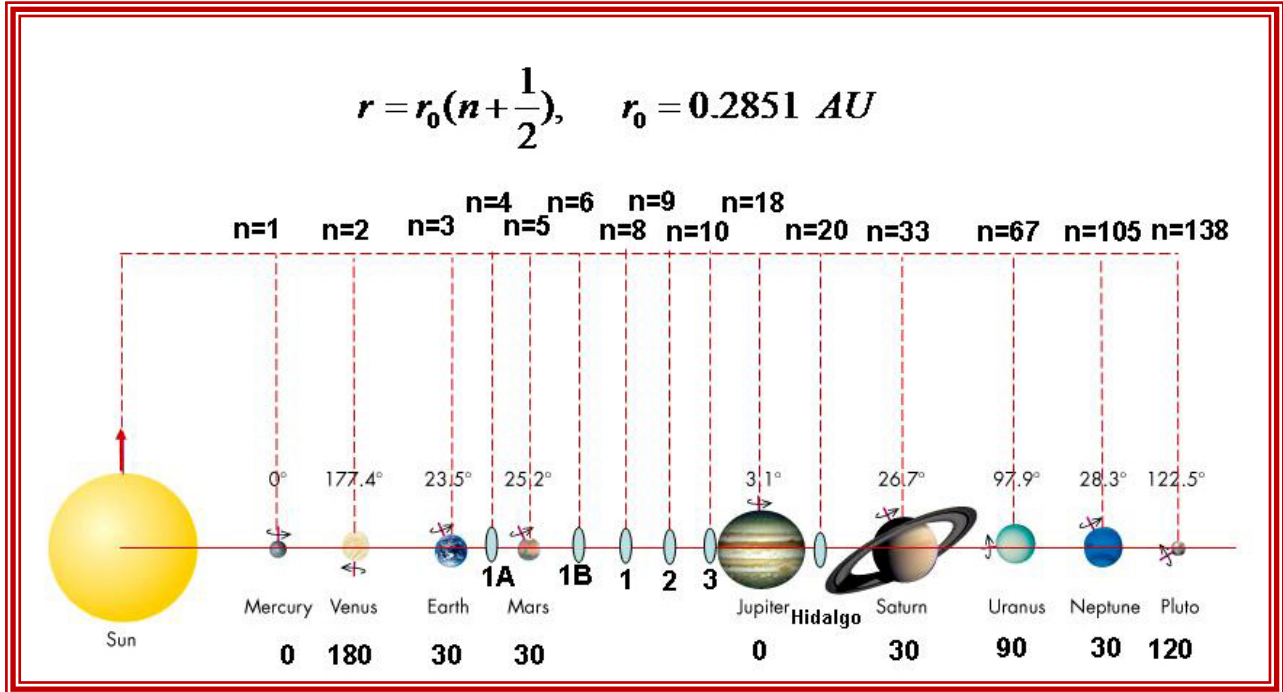 r = r₀(n + 1/2), r₀ = 0.2851 AU
n=4 n=6 n=9 n=18
n=1 n=2 n=3 n=5 n=8 n=10 n=20 n=33 n=67 n=105 n=138
0° 177.4° 23.5° 25.2° 3.1° 26.7° 97.9° 28.3° 122.5°
1A 1B 1 2 3
Mercury Venus Earth Mars Jupiter Hidalgo Saturn Uranus Neptune Pluto
Sun
0 180 30 30 0 30 90 30 120